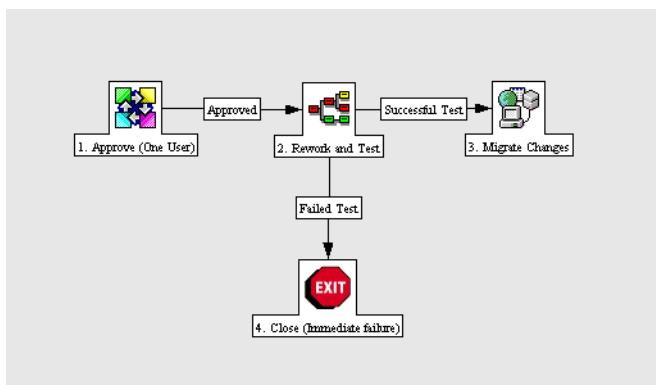 Approved
Successful Test
1. Approve (One User)
2. Rework and Test
3. Migrate Changes
Failed Test
EXIT
4. Close (Immediate failure)